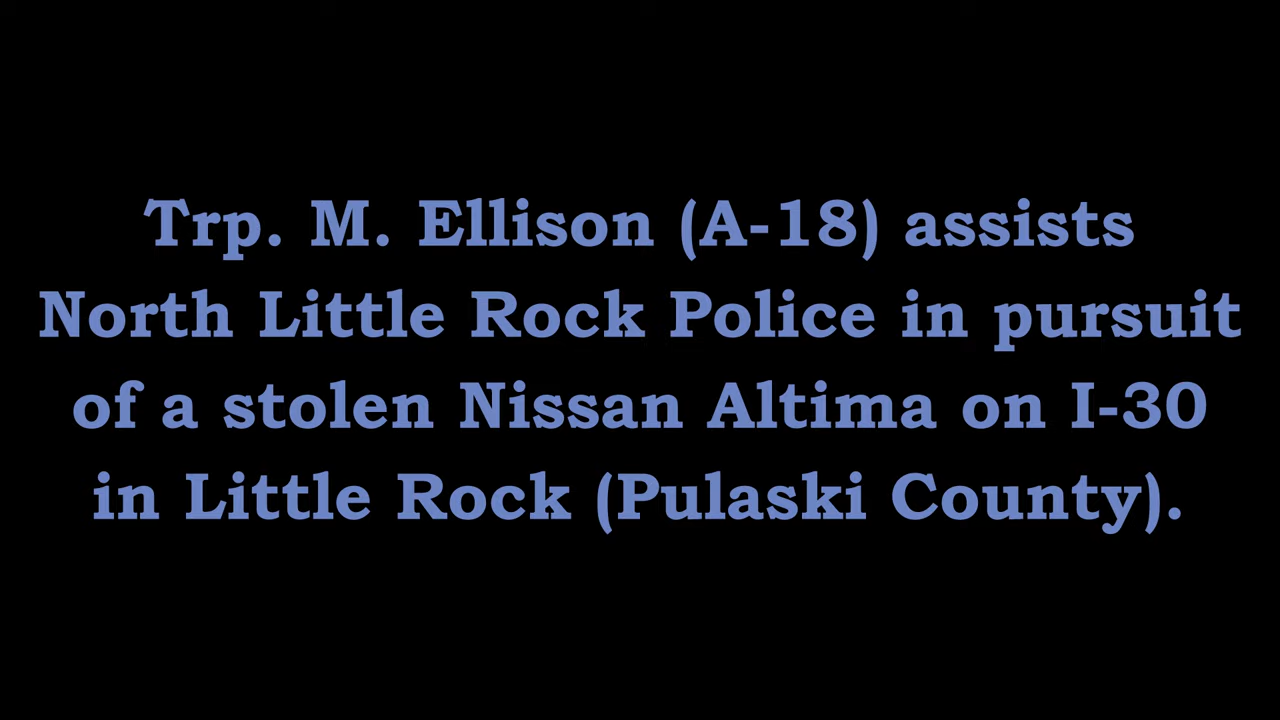 Trp. M. Ellison (A-18) assists
North Little Rock Police in pursuit
of a stolen Nissan Altima on I-30
in Little Rock (Pulaski County).